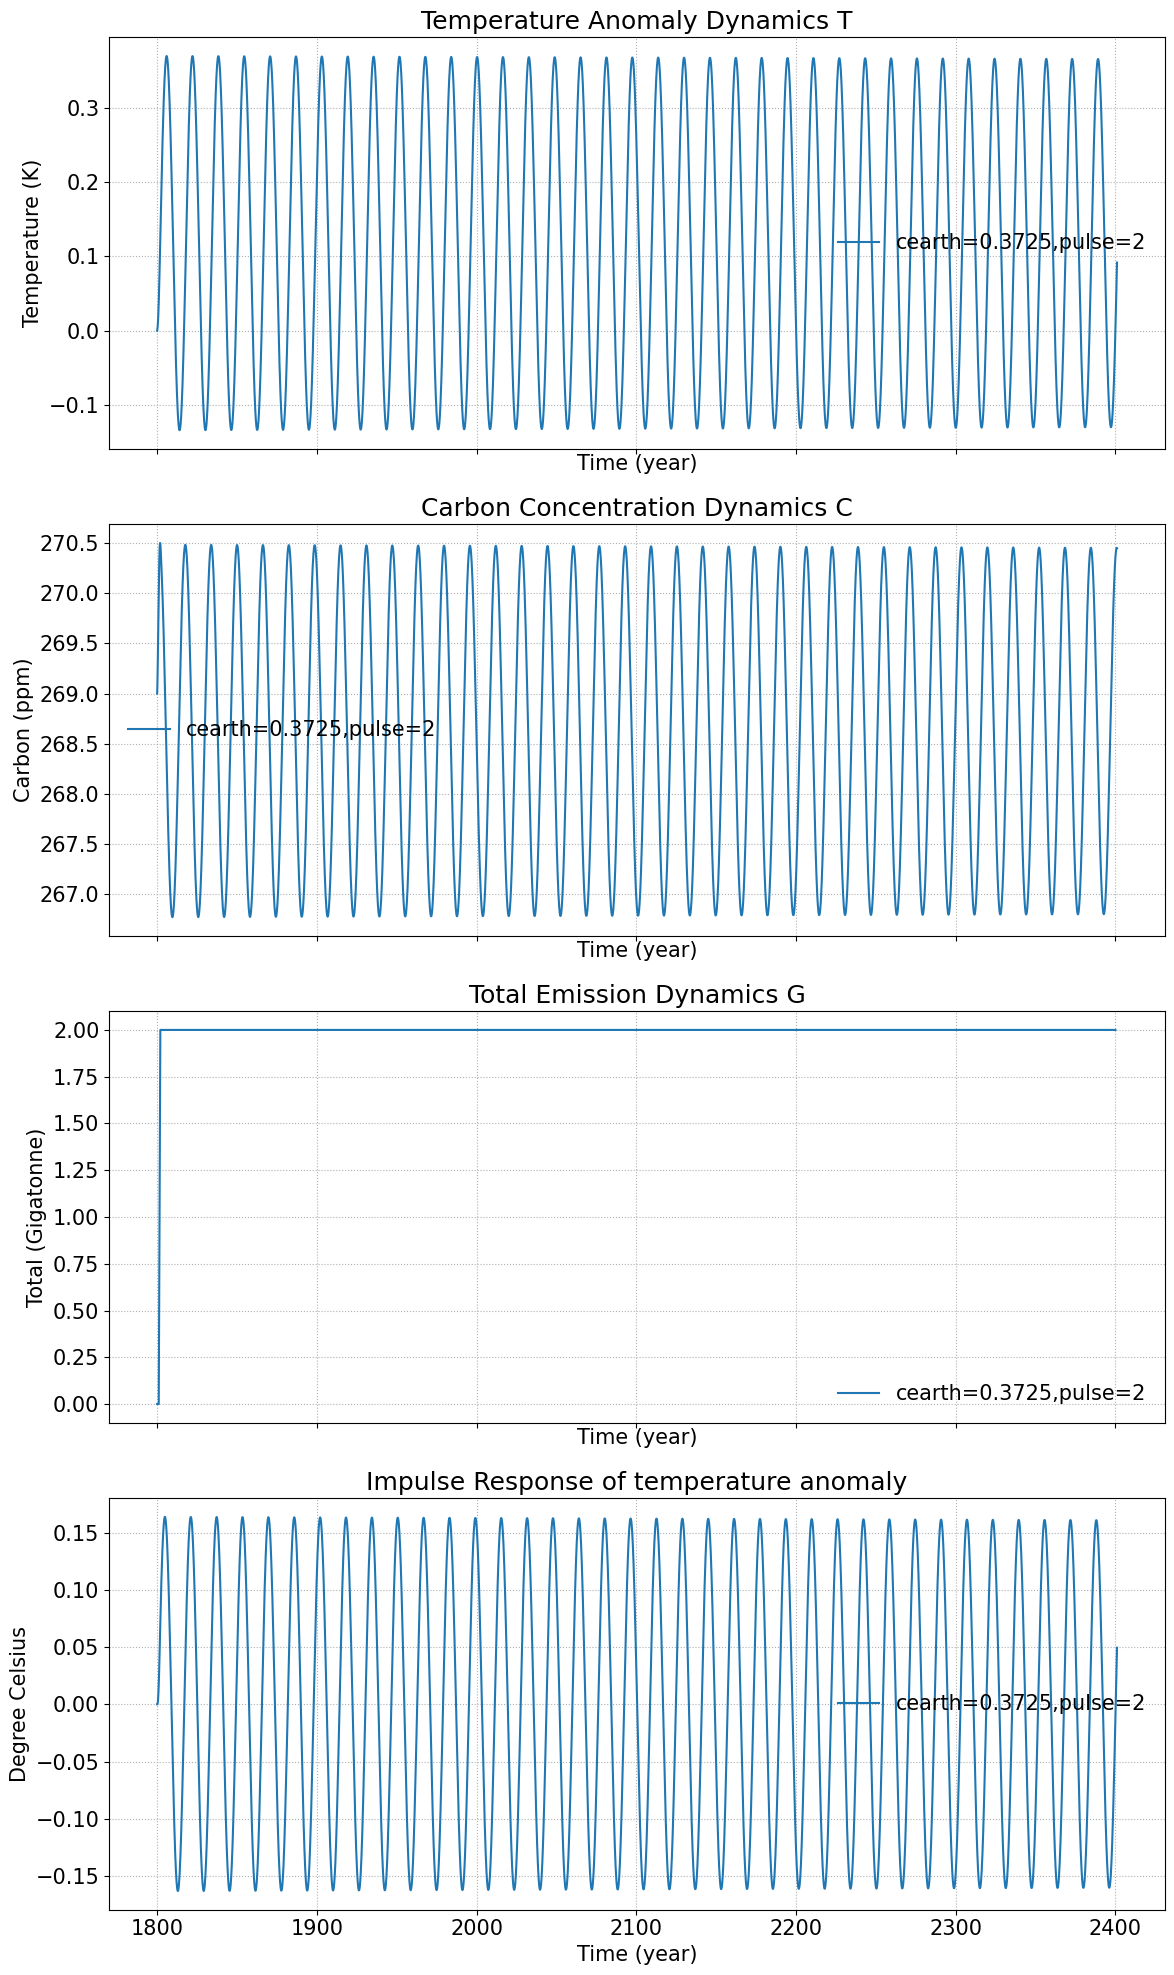 Temperature Anomaly Dynamics T
Temperature (K)
0.3
0.2
0.1
0.0
−0.1
cearth=0.3725,pulse=2
Time (year)
Carbon Concentration Dynamics C
Carbon (ppm)
270.5
270.0
269.5
269.0
268.5
268.0
267.5
267.0
cearth=0.3725,pulse=2
Time (year)
Total Emission Dynamics G
Total (Gigatonne)
2.00
1.75
1.50
1.25
1.00
0.75
0.50
0.25
0.00
cearth=0.3725,pulse=2
Time (year)
Impulse Response of temperature anomaly
Degree Celsius
0.15
0.10
0.05
0.00
−0.05
−0.10
−0.15
cearth=0.3725,pulse=2
1800 1900 2000 2100 2200 2300 2400
Time (year)